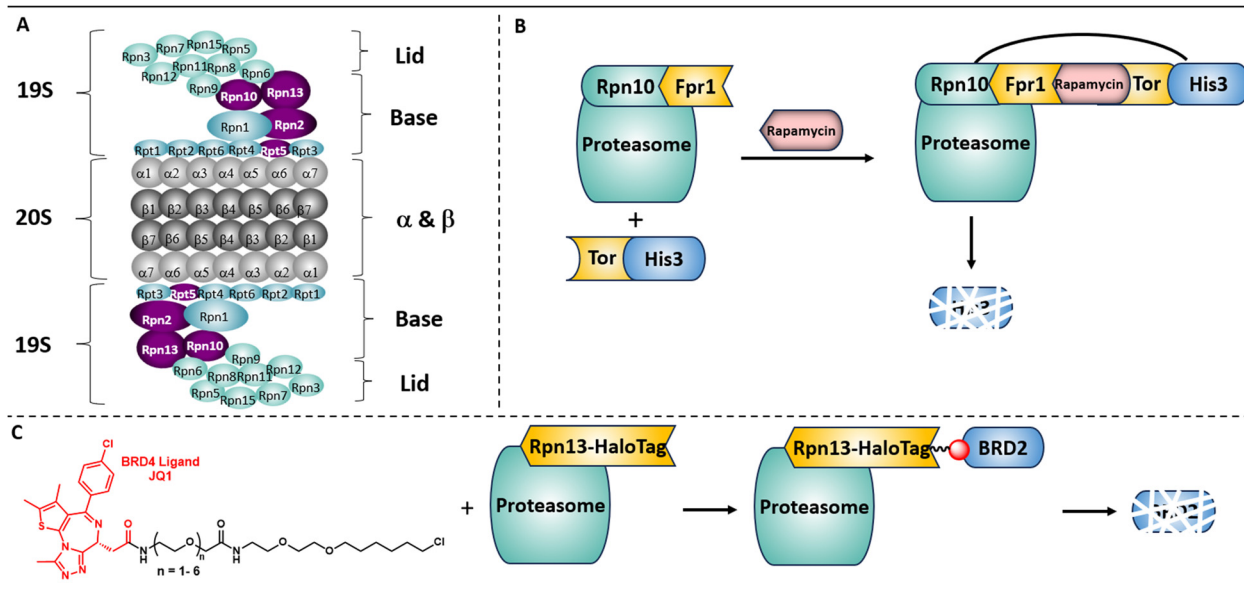 A
19S
20S
19S
Rpn3
Rpn7
Rpn15
Rpn5
Rpn12
Rpn11
Rpn8
Rpn6
Rpn9
Rpn10
Rpn13
Rpn1
Rpn2
Rpt1
Rpt2
Rpt6
Rpt4
Rpt5
Rpt3
α1 α2 α3 α4 α5 α6 α7
β1 β2 β3 β4 β5 β6 β7
β7 β6 β5 β4 β3 β2 β1
α7 α6 α5 α4 α3 α2 α1
Rpt3
Rpt5
Rpt4
Rpt6
Rpt2
Rpt1
Rpn2
Rpn1
Rpn13
Rpn10
Rpn9
Rpn6
Rpn8
Rpn11
Rpn12
Rpn5
Rpn15
Rpn7
Rpn3
Lid
Base
α & β
Base
Lid
B
Rpn10
Fpr1
Proteasome
+
Tor
His3
Rapamycin
Rpn10
Fpr1
Rapamycin
Tor
His3
Proteasome
C
Cl
BRD4 Ligand
JQ1
S
N
N
N
N
O
N
H
O
n
O
N
H
O
O
Cl
n = 1- 6
+
Rpn13-HaloTag
Proteasome
Rpn13-HaloTag
BRD2
Proteasome